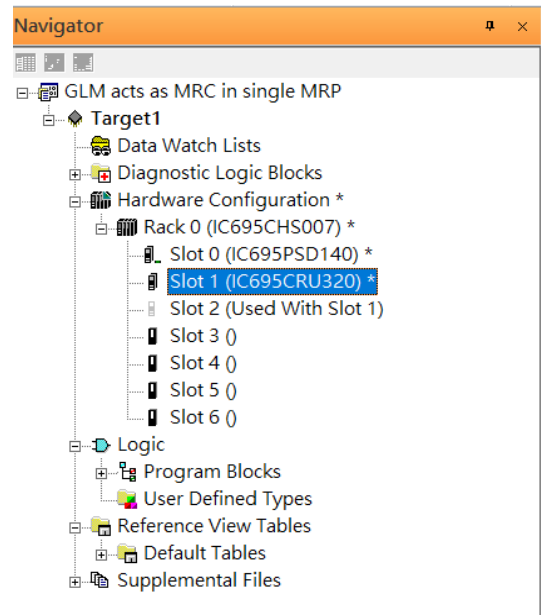 Navigator
GLM acts as MRC in single MRP
Target1
Data Watch Lists
Diagnostic Logic Blocks
Hardware Configuration *
Rack 0 (IC695CHS007) *
Slot 0 (IC695PSD140) *
Slot 1 (IC695CRU320) *
Slot 2 (Used With Slot 1)
Slot 3 ()
Slot 4 ()
Slot 5 ()
Slot 6 ()
Logic
Program Blocks
User Defined Types
Reference View Tables
Default Tables
Supplemental Files